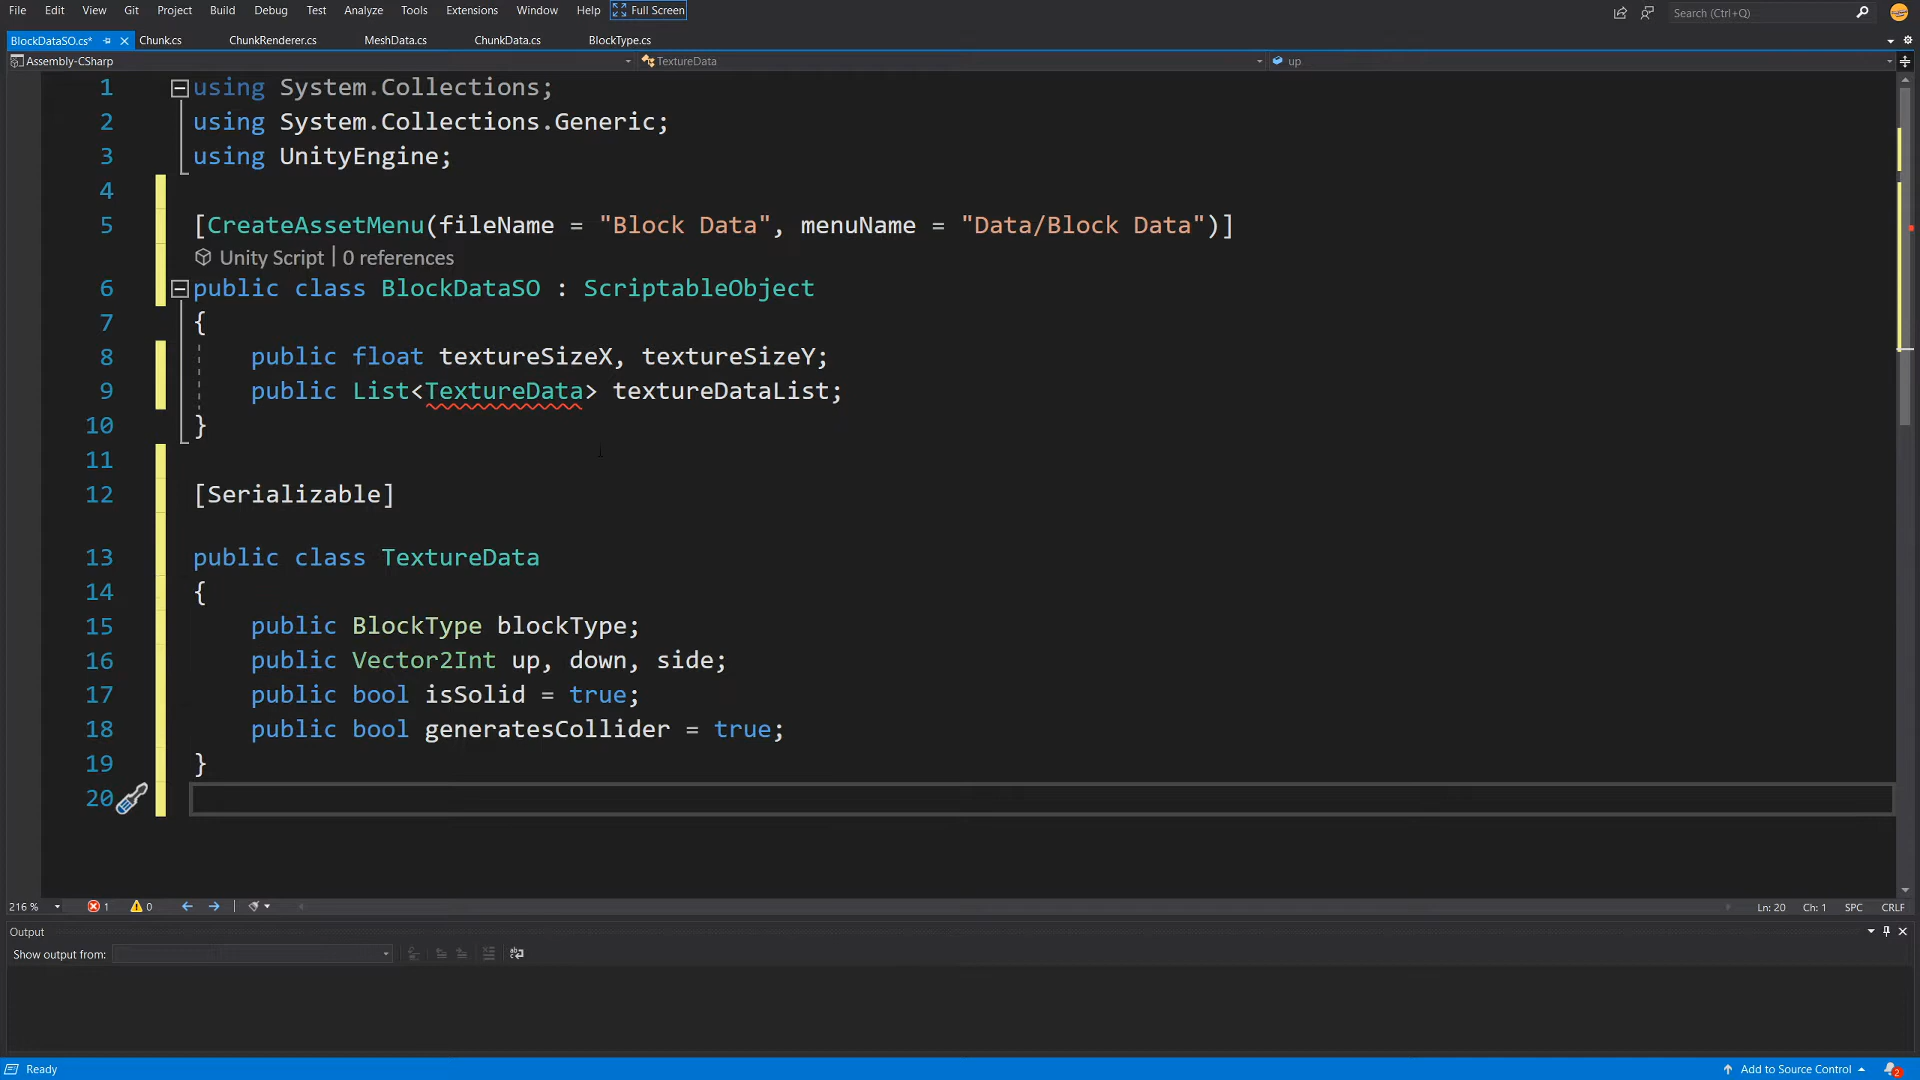 File Edit View Git Project Build Debug Test Analyze Tools Extensions Window Help Full Screen Search (Ctrl+Q)
BlockDataSO.cs* Chunk.cs ChunkRenderer.cs MeshData.cs ChunkData.cs BlockType.cs
Assembly-CSharp TextureData up
1 using System.Collections;
2 using System.Collections.Generic;
3 using UnityEngine;
4
5 [CreateAssetMenu(fileName = "Block Data", menuName = "Data/Block Data")]
Unity Script | 0 references
6 public class BlockDataSO : ScriptableObject
7 {
8 public float textureSizeX, textureSizeY;
9 public List<TextureData> textureDataList;
10 }
11
12 [Serializable]
13 public class TextureData
14 {
15 public BlockType blockType;
16 public Vector2Int up, down, side;
17 public bool isSolid = true;
18 public bool generatesCollider = true;
19 }
20
216 % 1 0 Ln: 20 Ch: 1 SPC CRLF
Output
Show output from:
Ready Add to Source Control 2